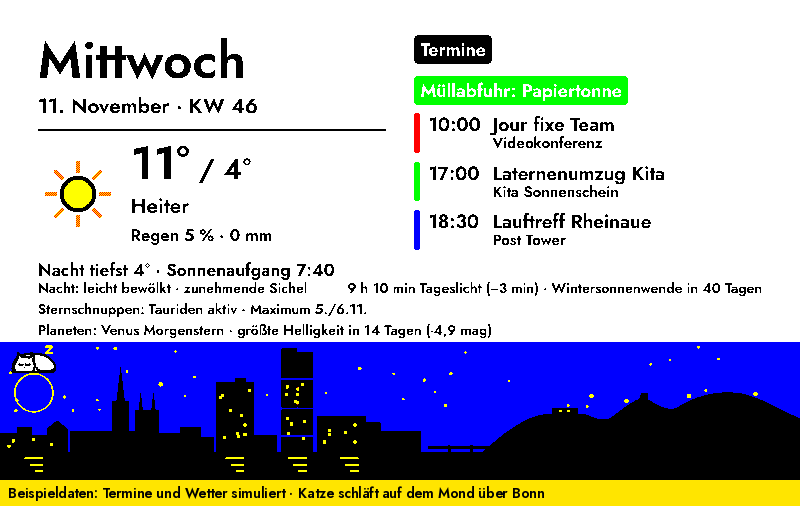 Mittwoch
11. November · KW 46
11° / 4°
Heiter
Regen 5 % · 0 mm
Nacht tiefst 4° · Sonnenaufgang 7:40
Nacht: leicht bewölkt · zunehmende Sichel
9 h 10 min Tageslicht (−3 min) · Wintersonnenwende in 40 Tagen
Sternschnuppen: Tauriden aktiv · Maximum 5./6.11.
Planeten: Venus Morgenstern · größte Helligkeit in 14 Tagen (-4,9 mag)
Termine
Müllabfuhr: Papiertonne
10:00 Jour fixe Team
Videokonferenz
17:00 Laternenumzug Kita
Kita Sonnenschein
18:30 Lauftreff Rheinaue
Post Tower
z
Beispieldaten: Termine und Wetter simuliert · Katze schläft auf dem Mond über Bonn